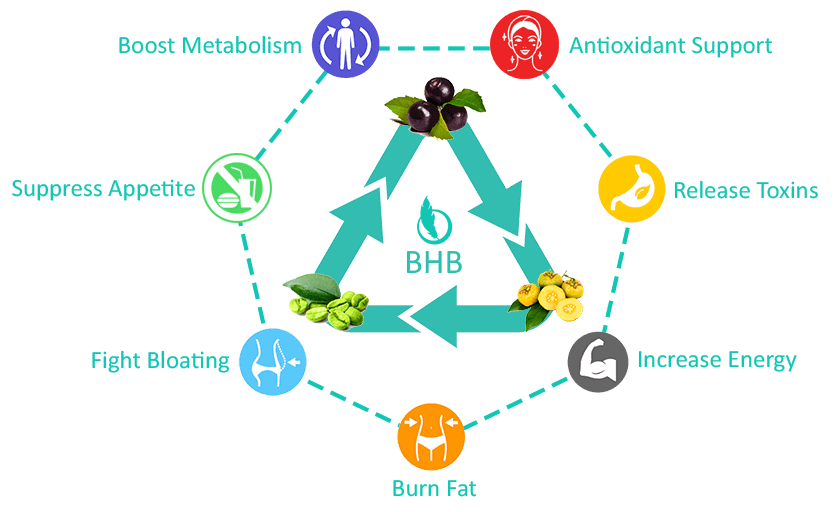 Boost Metabolism
Antioxidant Support
Suppress Appetite
Release Toxins
BHB
Fight Bloating
Increase Energy
Burn Fat